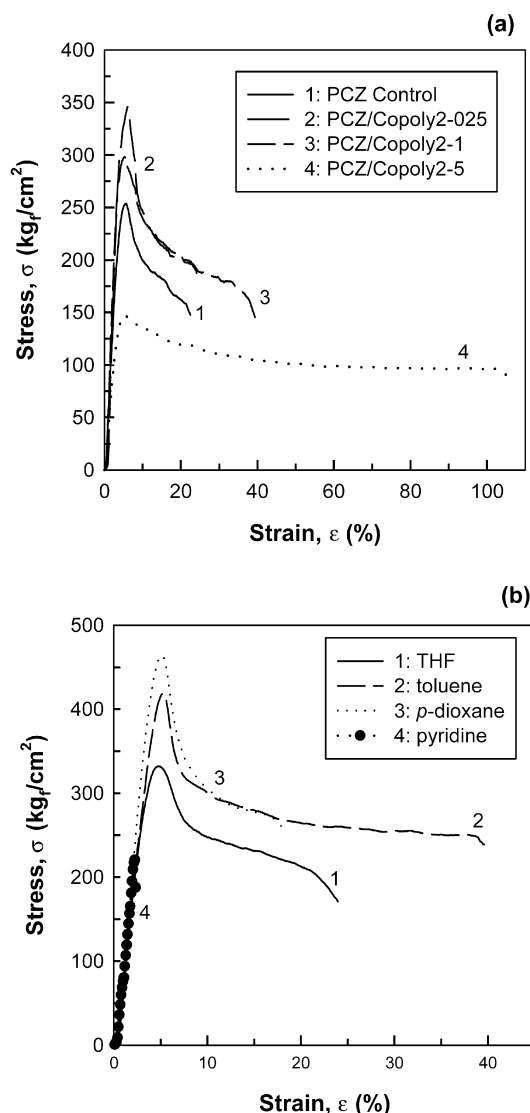 (a)
400
350
300
250
200
150
100
50
0
Stress, σ (kgf/cm²)
1: PCZ Control
2: PCZ/Copoly2-025
3: PCZ/Copoly2-1
4: PCZ/Copoly2-5
2
1
3
4
0 20 40 60 80 100
Strain, ε (%)
(b)
500
400
300
200
100
0
Stress, σ (kgf/cm²)
1: THF
2: toluene
3: p-dioxane
4: pyridine
3
2
1
4
0 10 20 30 40
Strain, ε (%)